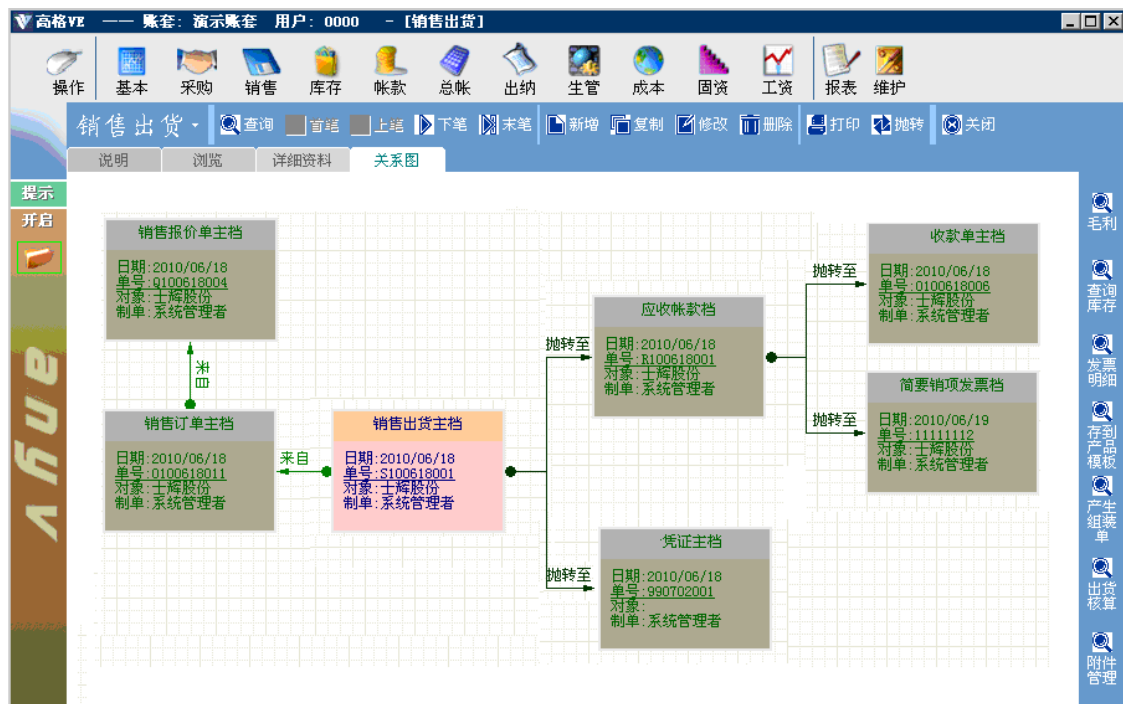 高格VE —— 账套: 演示账套 用户: 0000 - [销售出货]
操作 基本 采购 销售 库存 帐款 总帐 出纳 生管 成本 固资 工资 报表 维护
销售出货 查询 首笔 上笔 下笔 末笔 新增 复制 修改 删除 打印 抛转 关闭
说明 浏览 详细资料 关系图
提示
开启
anyv
销售报价单主档
日期:2010/06/18
单号:Q100618004
对象:士辉股份
制单:系统管理者
来自
销售订单主档
日期:2010/06/18
单号:O100618011
对象:士辉股份
制单:系统管理者
来自
销售出货主档
日期:2010/06/18
单号:S100618001
对象:士辉股份
制单:系统管理者
抛转至
应收帐款档
日期:2010/06/18
单号:R100618001
对象:士辉股份
制单:系统管理者
抛转至
收款单主档
日期:2010/06/18
单号:0100618006
对象:士辉股份
制单:系统管理者
抛转至
简要销项发票档
日期:2010/06/19
单号:11111112
对象:士辉股份
制单:系统管理者
抛转至
凭证主档
日期:2010/06/18
单号:990702001
对象:
制单:系统管理者
毛利
查询
库存
发票
明细
存到
产品
模板
产生
组装
单
出货
核算
附件
管理